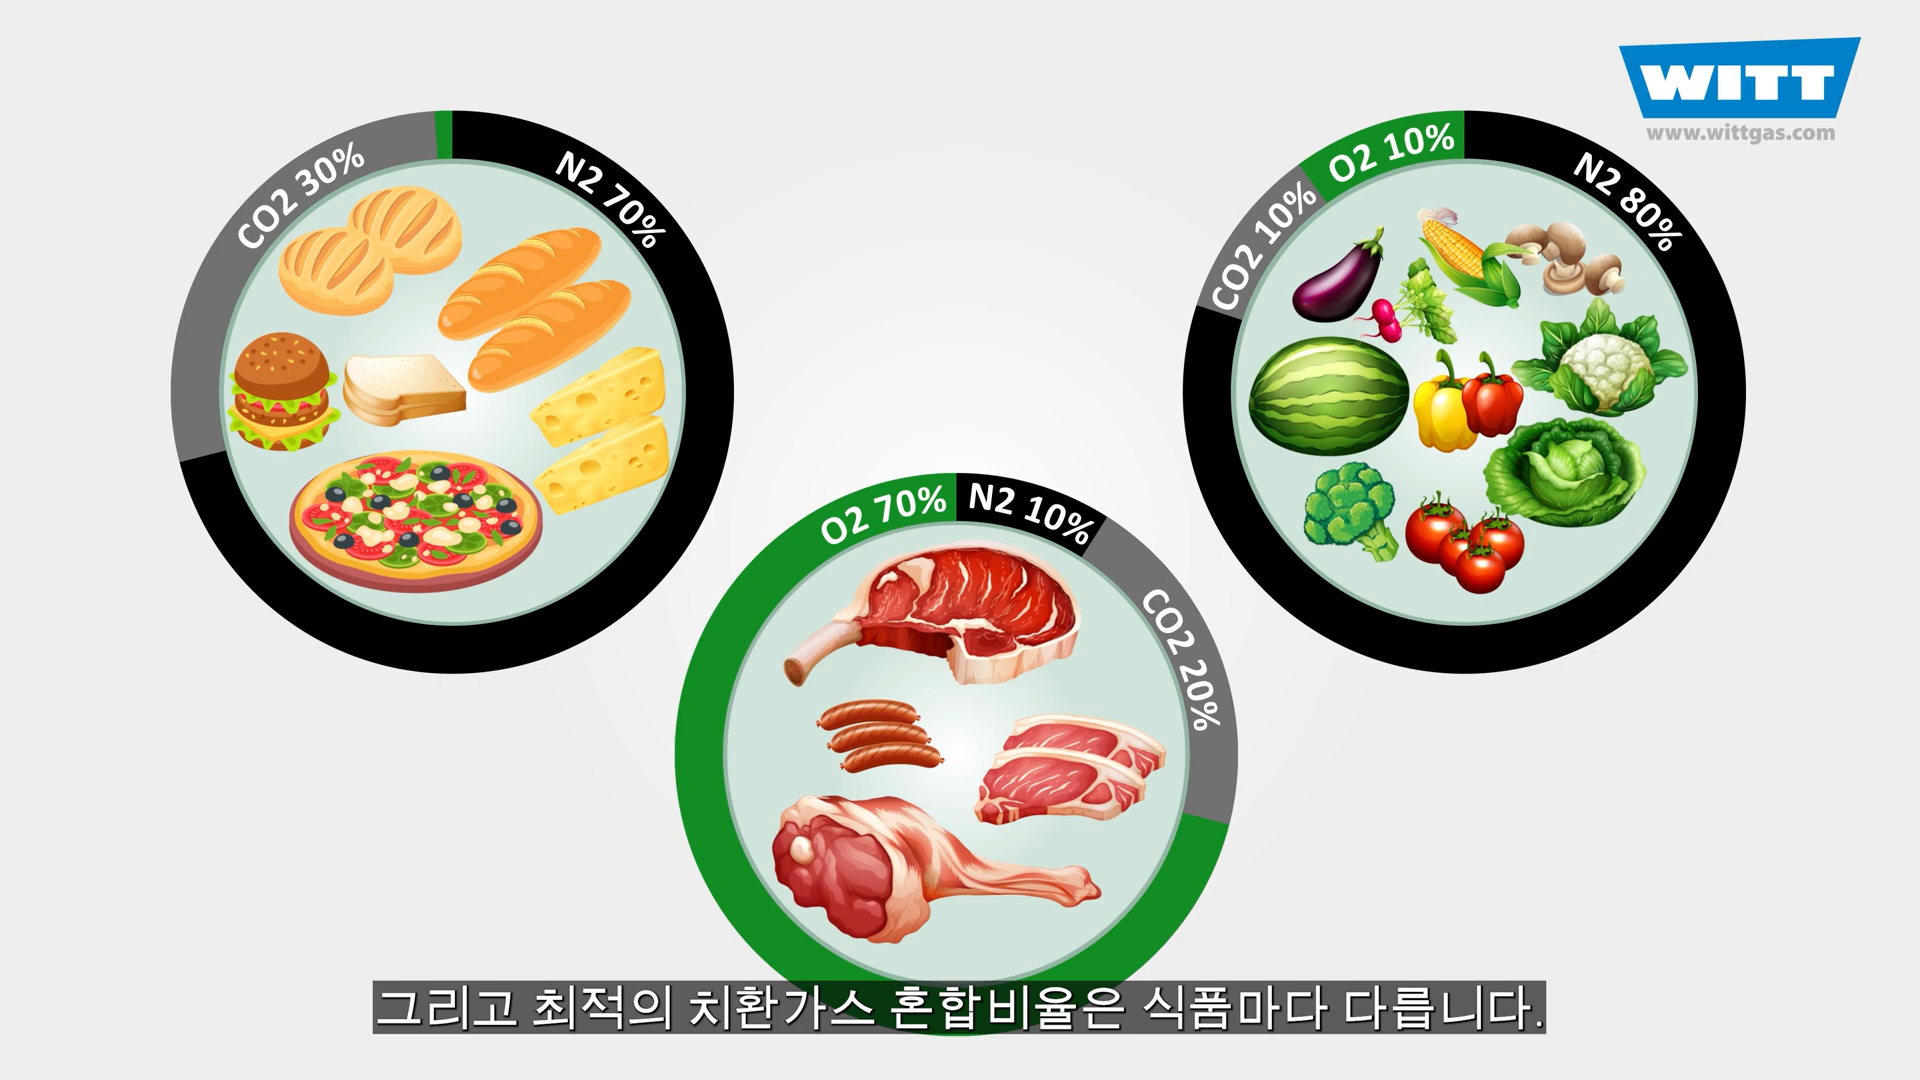 WITT
www.wittgas.com
CO2 30%
N2 70%
CO2 10%
O2 10%
N2 80%
O2 70%
N2 10%
CO2 20%
그리고 최적의 치환가스 혼합비율은 식품마다 다릅니다.